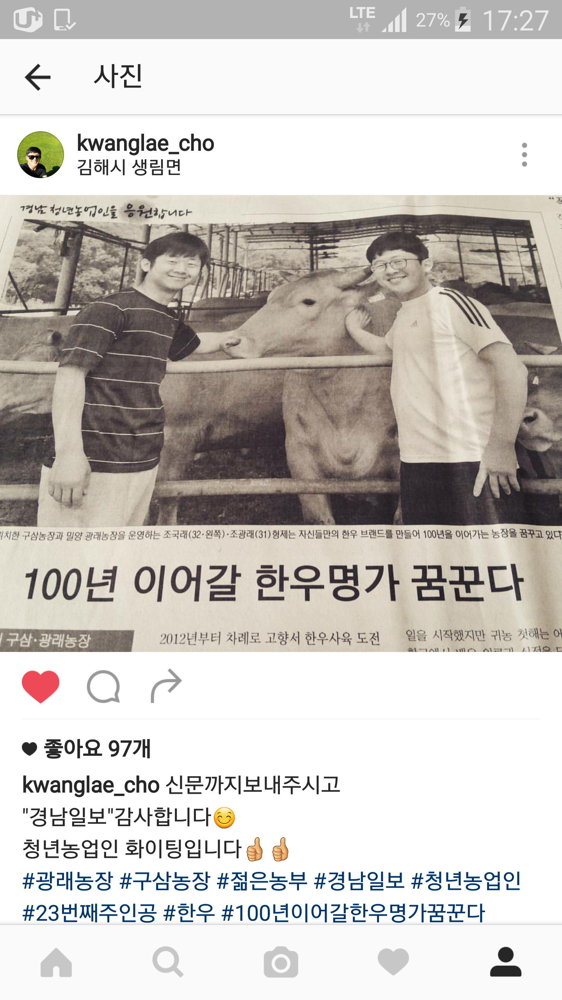 LTE 27% 17:27
사진
kwanglae_cho
김해시 생림면
경남 청년농업인을 응원합니다
위치한 구삼농장과 밀양 광래농장을 운영하는 조국래(32·왼쪽)·조광래(31)형제는 자신들만의 한우 브랜드를 만들어 100년을 이어가는 농장을 꿈꾸고 있다
100년 이어갈 한우명가 꿈꾼다
구삼·광래농장
2012년부터 차례로 고향서 한우사육 도전
일을 시작했지만 귀농 첫해는
좋아요 97개
kwanglae_cho 신문까지보내주시고
"경남일보"감사합니다😊
청년농업인 화이팅입니다👍👍
#광래농장 #구삼농장 #젊은농부 #경남일보 #청년농업인
#23번째주인공 #한우 #100년이어갈한우명가꿈꾼다